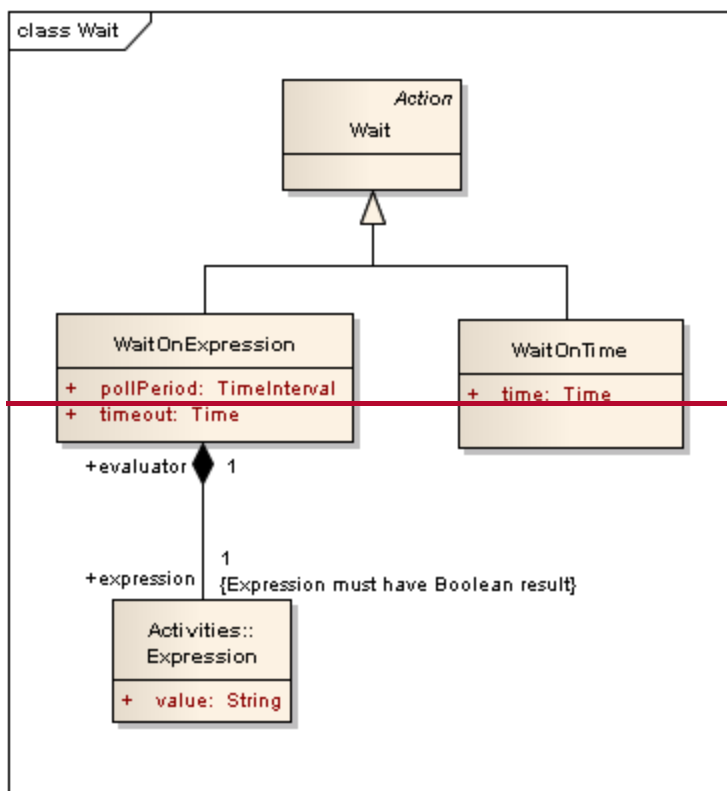 class Wait
Action
Wait
WaitOnExpression
+ pollPeriod: TimeInterval
+ timeout: Time
WaitOnTime
+ time: Time
+evaluator 1
1
+expression {Expression must have Boolean result}
Activities::
Expression
+ value: String